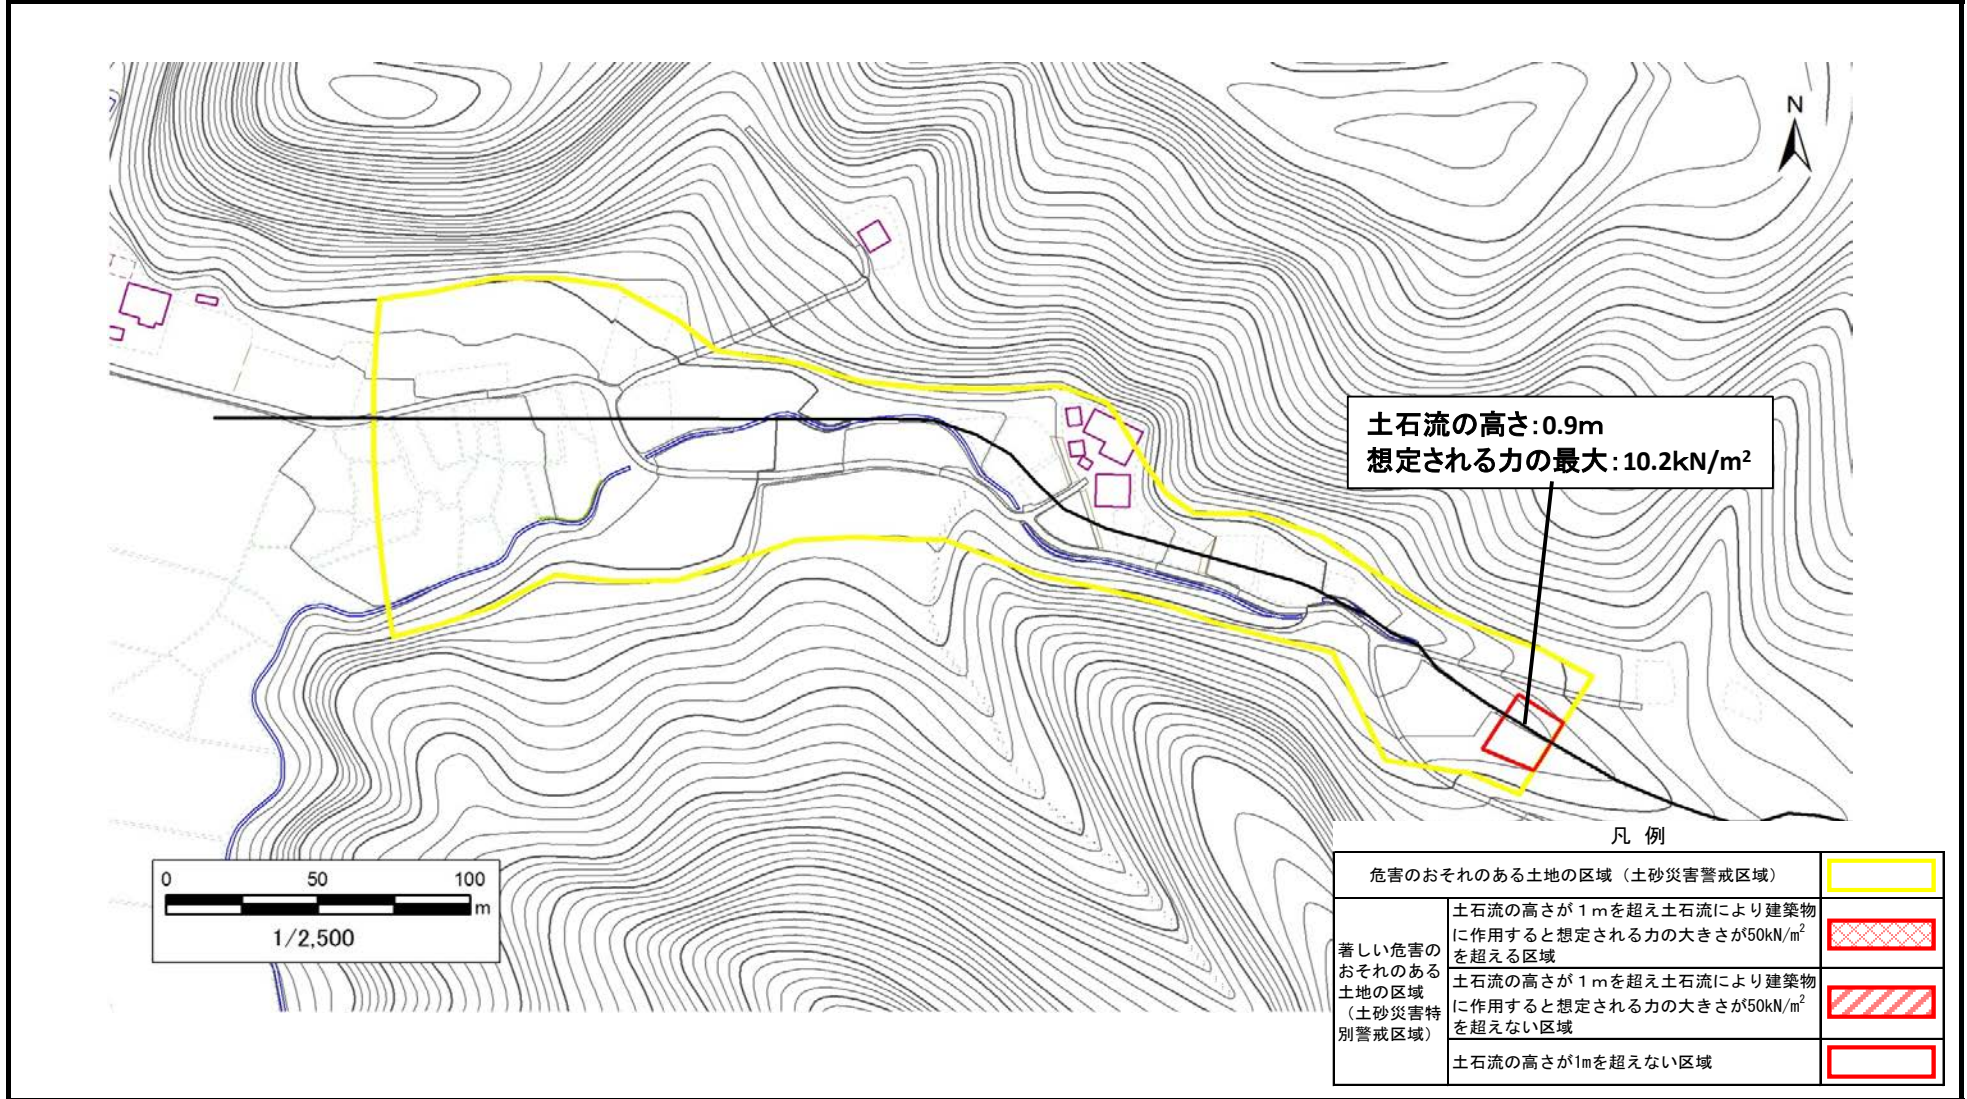 N
土石流の高さ:0.9m
想定される力の最大:10.2kN/m²
0 50 100
m
1/2,500
凡 例
危害のおそれのある土地の区域（土砂災害警戒区域）
著しい危害の
おそれのある
土地の区域
（土砂災害特
別警戒区域）
土石流の高さが１ｍを超え土石流により建築物
に作用すると想定される力の大きさが50kN/㎡
を超える区域
土石流の高さが１ｍを超え土石流により建築物
に作用すると想定される力の大きさが50kN/㎡
を超えない区域
土石流の高さが1mを超えない区域